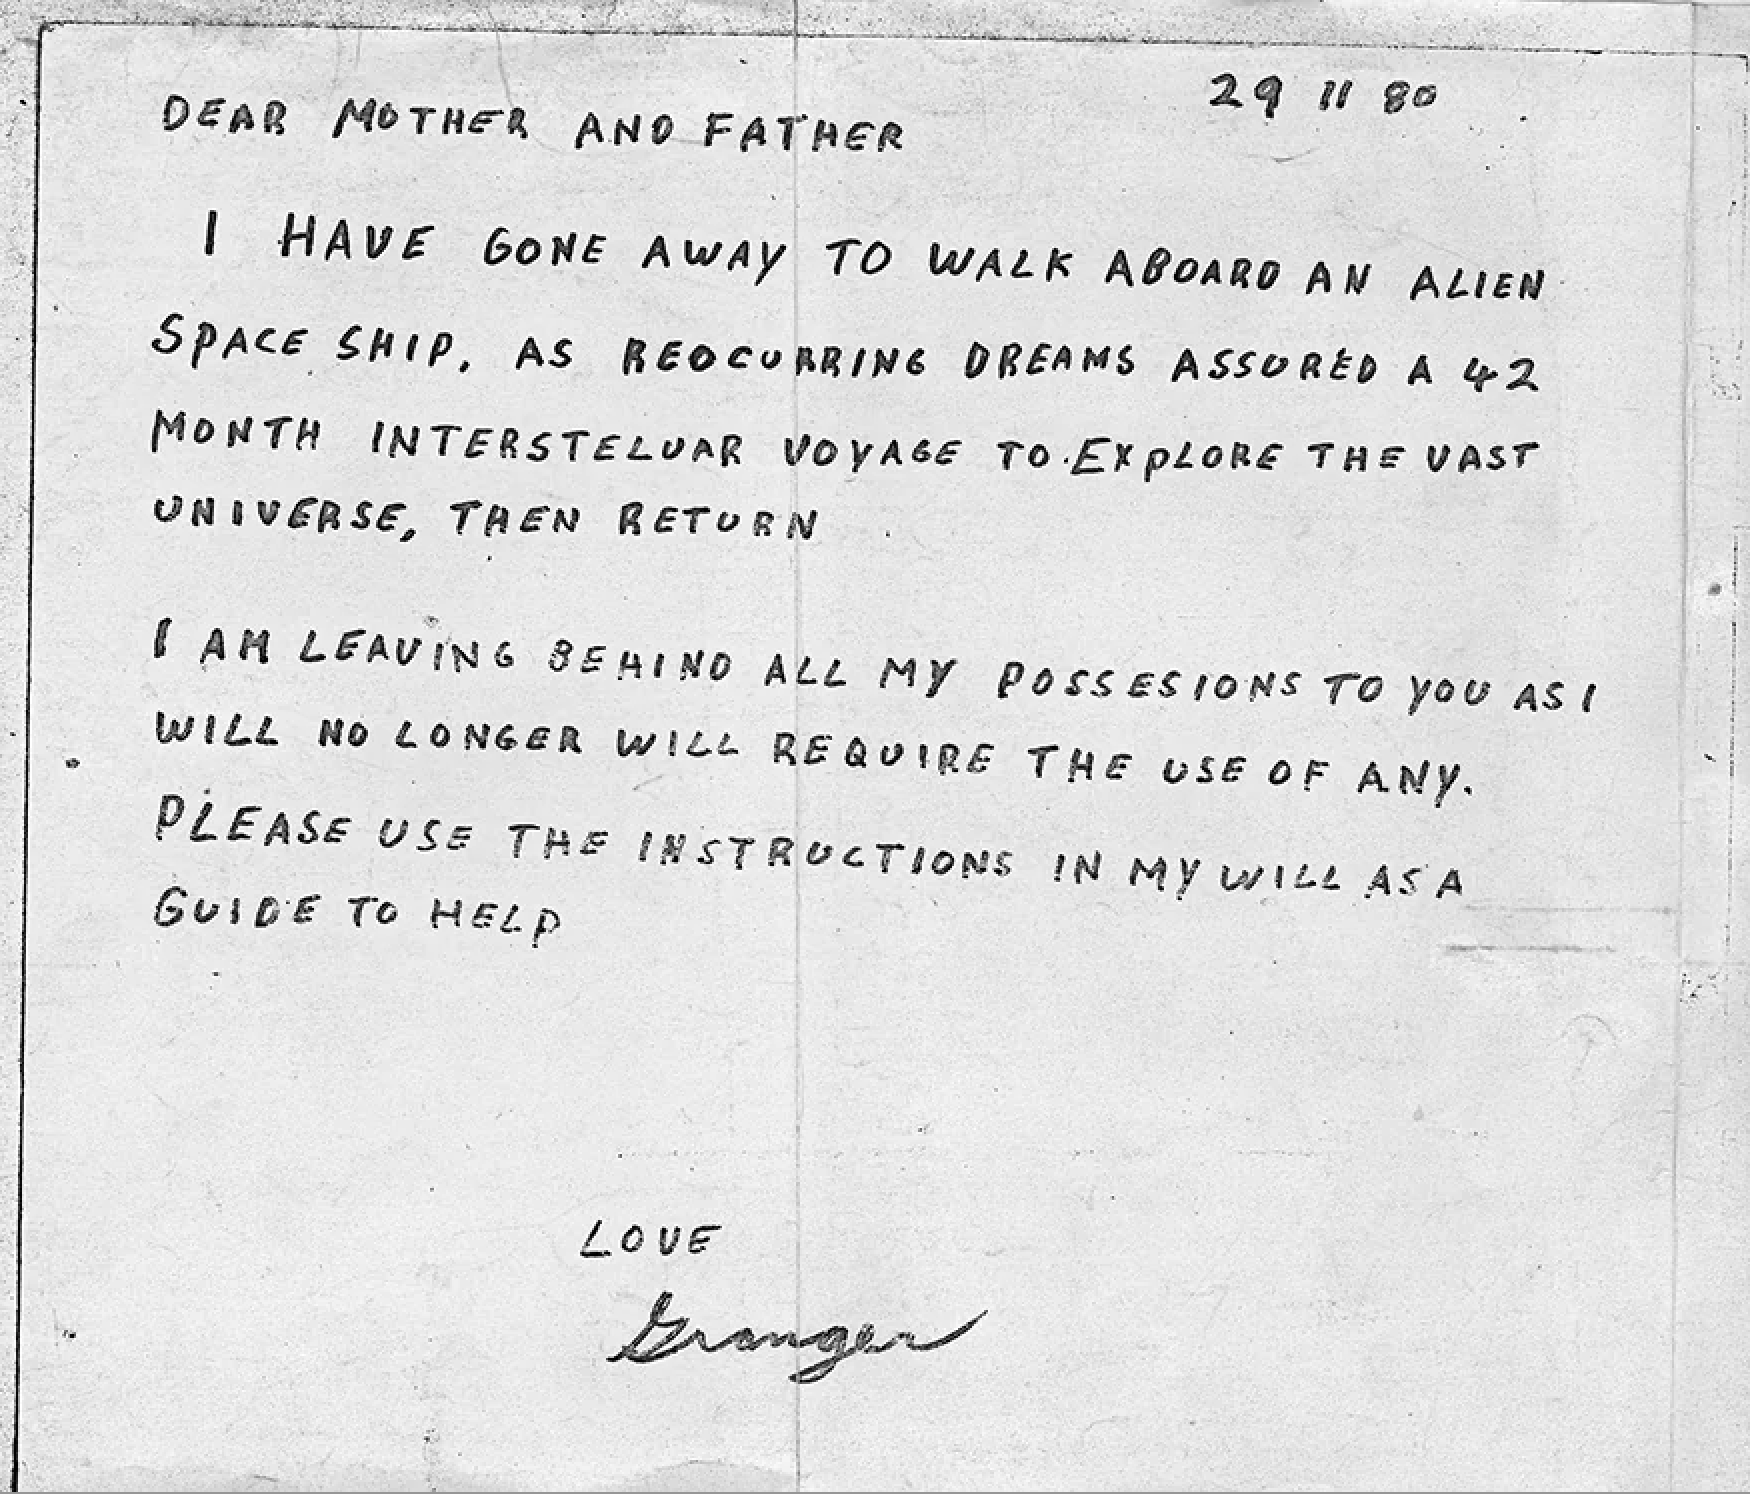 29 11 80
DEAR MOTHER AND FATHER
I HAVE GONE AWAY TO WALK ABOARD AN ALIEN
SPACE SHIP, AS REOCURRING DREAMS ASSURED A 42
MONTH INTERSTELLAR VOYAGE TO EXPLORE THE VAST
UNIVERSE, THEN RETURN
I AM LEAVING BEHIND ALL MY POSSESIONS TO YOU AS I
WILL NO LONGER WILL REQUIRE THE USE OF ANY.
PLEASE USE THE INSTRUCTIONS IN MY WILL AS A
GUIDE TO HELP
LOVE
Granger